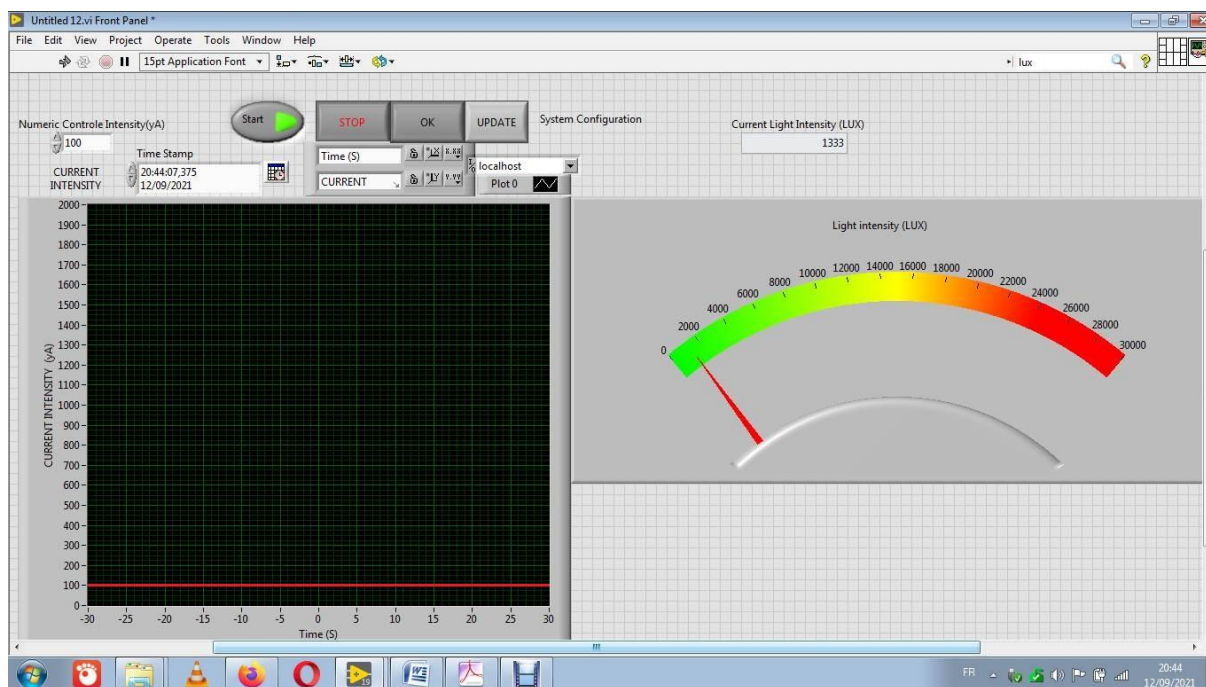 Untitled 12.vi Front Panel *
File Edit View Project Operate Tools Window Help
15pt Application Font
lux
Numeric Controle Intensity(yA)
100
CURRENT
INTENSITY
Time Stamp
20:44:07,375
12/09/2021
Start
STOP
OK
UPDATE
System Configuration
Time (S)
CURRENT
localhost
Plot 0
Current Light Intensity (LUX)
1333
2000
1900
1800
1700
1600
1500
1400
1300
1200
1100
1000
900
800
700
600
500
400
300
200
100
0
CURRENT INTENSITY (yA)
-30 -25 -20 -15 -10 -5 0 5 10 15 20 25 30
Time (S)
Light intensity (LUX)
0 2000 4000 6000 8000 10000 12000 14000 16000 18000 20000 22000 24000 26000 28000 30000
19
FR
20:44
12/09/2021